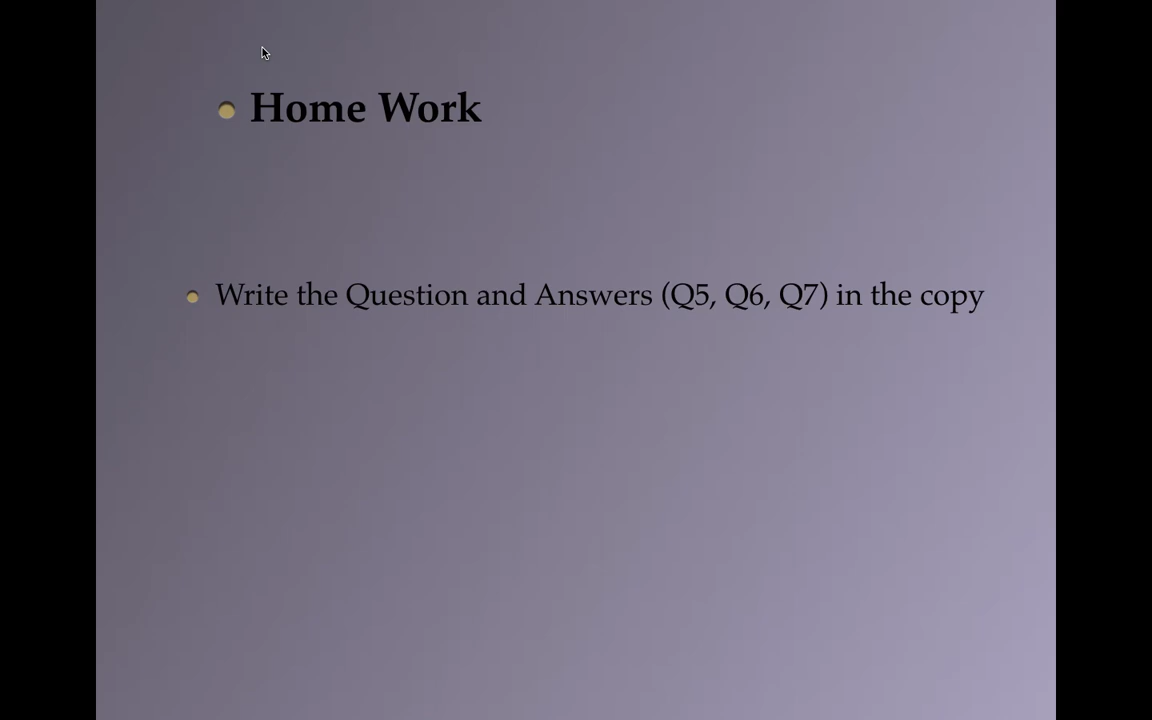 Home Work
Write the Question and Answers (Q5, Q6, Q7) in the copy